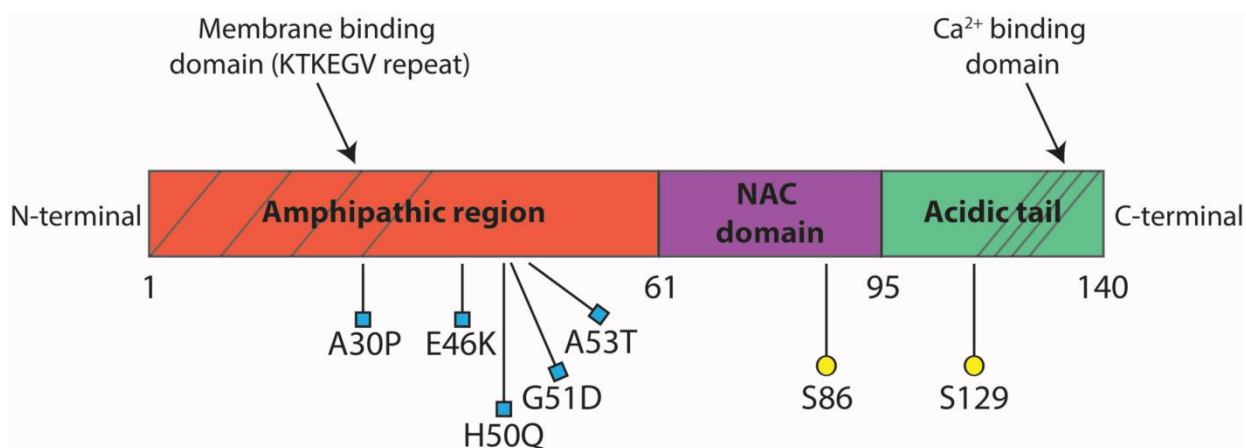 Membrane binding
domain (KTKEGV repeat)
Ca²⁺ binding
domain
N-terminal
Amphipathic region
NAC
domain
Acidic tail
C-terminal
1
61
95
140
A30P
E46K
A53T
G51D
H50Q
S86
S129